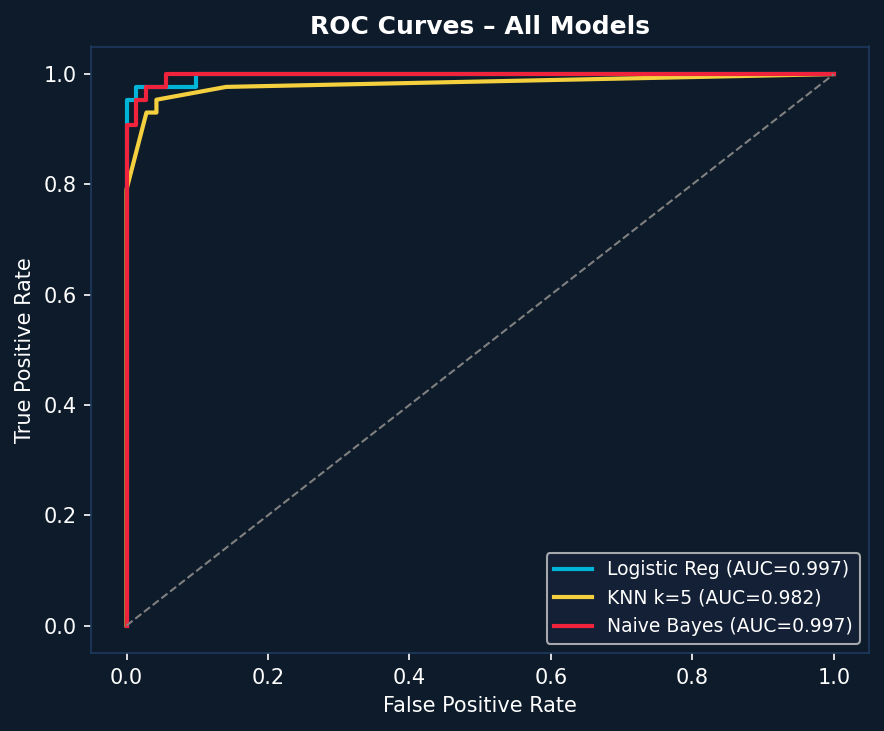 ROC Curves – All Models
True Positive Rate
1.0
0.8
0.6
0.4
0.2
0.0
Logistic Reg (AUC=0.997)
KNN k=5 (AUC=0.982)
Naive Bayes (AUC=0.997)
0.0 0.2 0.4 0.6 0.8 1.0
False Positive Rate